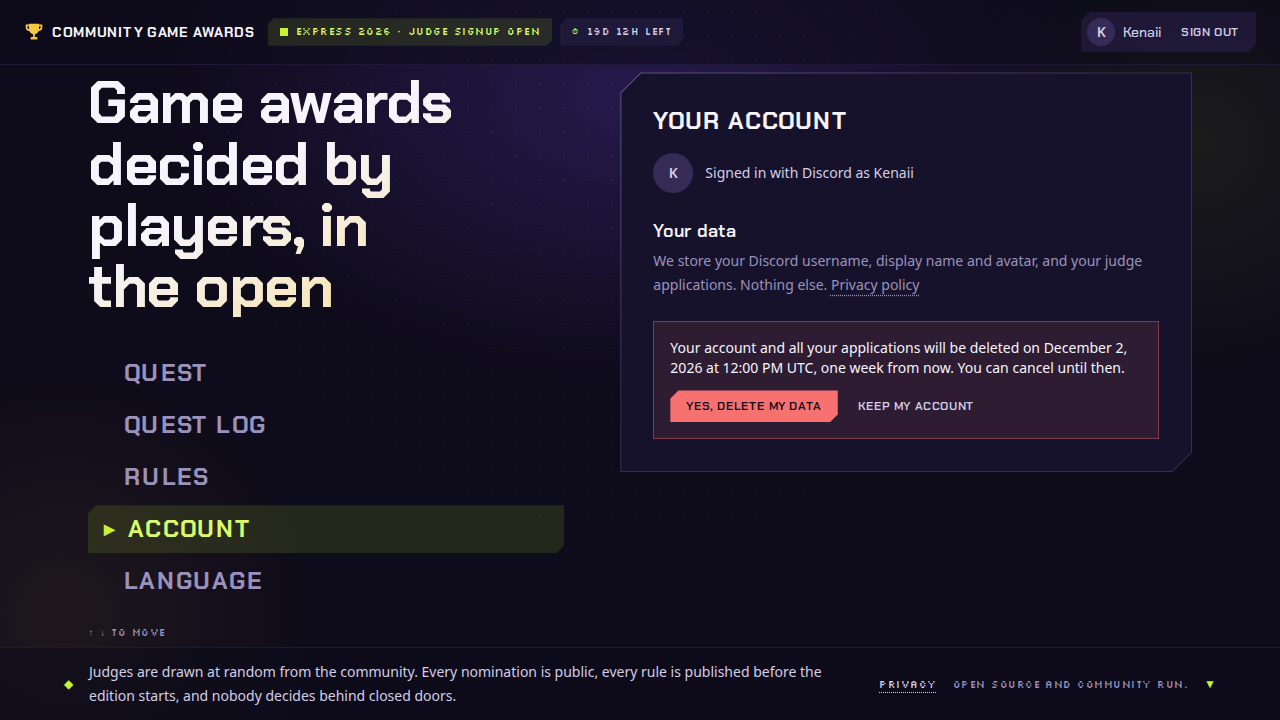 COMMUNITY GAME AWARDS
EXPRESS 2026 · JUDGE SIGNUP OPEN
19D 12H LEFT
K
Kenaii
SIGN OUT
Game awards
decided by
players, in
the open
QUEST
QUEST LOG
RULES
▶ ACCOUNT
LANGUAGE
↑ ↓ TO MOVE
YOUR ACCOUNT
K
Signed in with Discord as Kenaii
Your data
We store your Discord username, display name and avatar, and your judge
applications. Nothing else. Privacy policy
Your account and all your applications will be deleted on December 2,
2026 at 12:00 PM UTC, one week from now. You can cancel until then.
YES, DELETE MY DATA
KEEP MY ACCOUNT
Judges are drawn at random from the community. Every nomination is public, every rule is published before the
edition starts, and nobody decides behind closed doors.
PRIVACY
OPEN SOURCE AND COMMUNITY RUN.